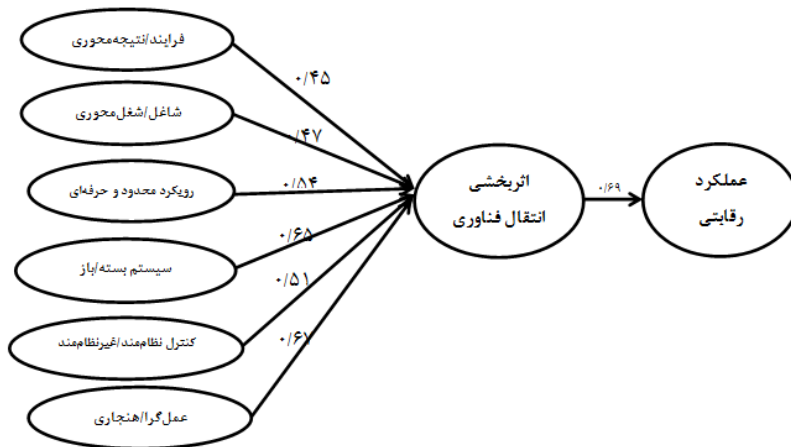 فرایند/نتیجه‌محوری
۰/۴۵
شاغل/شغل‌محوری
۰/۴۷
رویکرد محدود و حرفه‌ای
۰/۵۴
سیستم بسته/باز
۰/۶۵
کنترل نظام‌مند/غیرنظام‌مند
۰/۵۱
عمل‌گرا/هنجاری
۰/۶۷
اثربخشی
انتقال فناوری
۰/۶۹
عملکرد
رقابتی